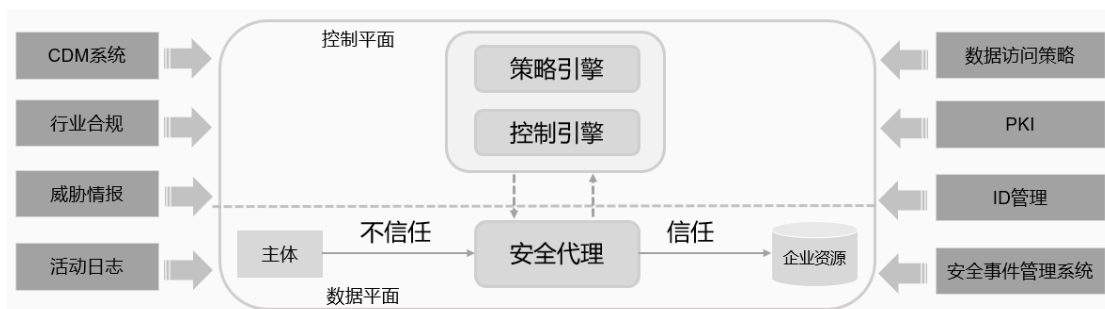 CDM系统
行业合规
威胁情报
活动日志
控制平面
策略引擎
控制引擎
主体
不信任
安全代理
信任
企业资源
数据平面
数据访问策略
PKI
ID管理
安全事件管理系统